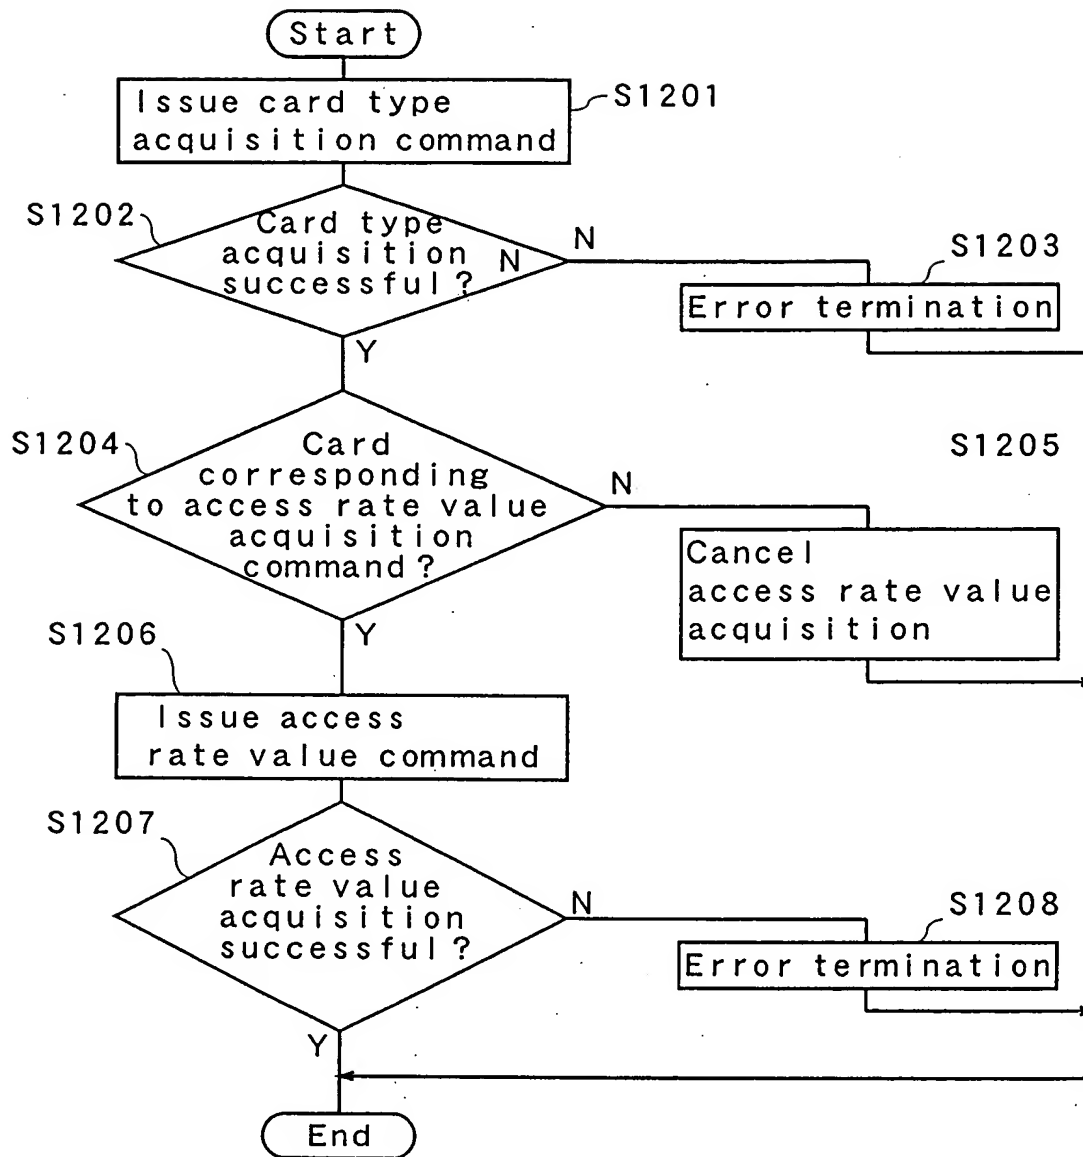 Start
Issue card type
acquisition command
S1201
S1202
Card type
acquisition
successful?
N
N
S1203
Error termination
Y
S1204
Card
corresponding
to access rate value
acquisition
command?
N
S1205
Cancel
access rate value
acquisition
Y
S1206
Issue access
rate value command
S1207
Access
rate value
acquisition
successful?
N
S1208
Error termination
Y
End